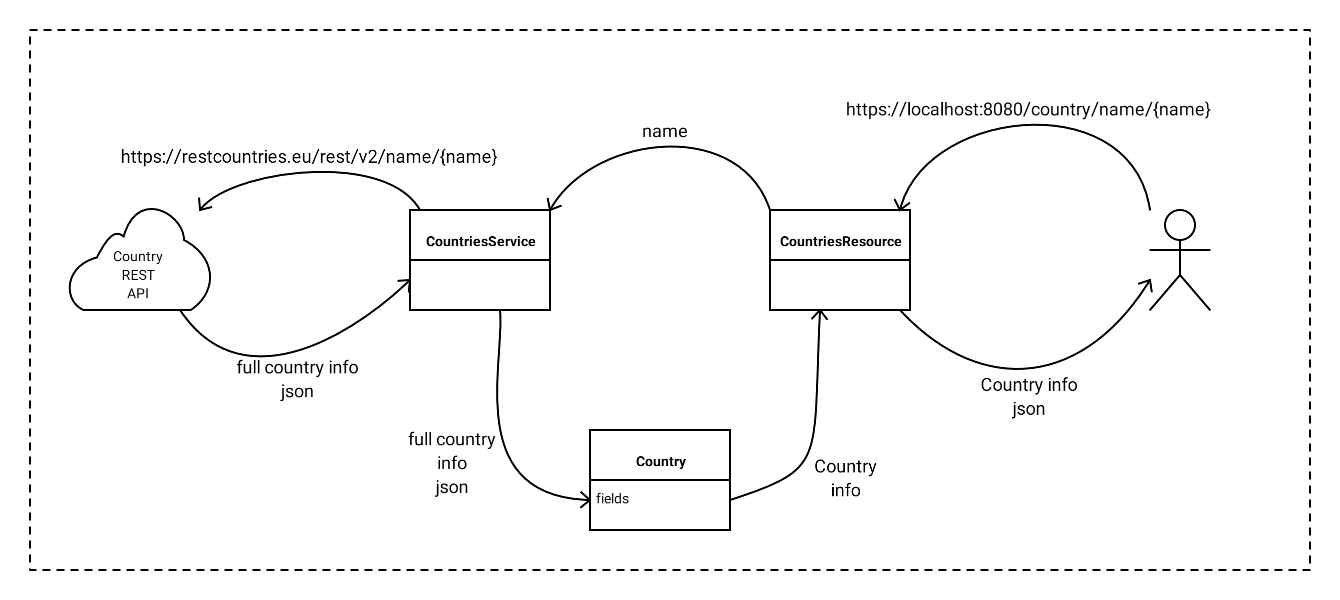 https://localhost:8080/country/name/{name}
name
https://restcountries.eu/rest/v2/name/{name}
CountriesService
CountriesResource
Country
REST
API
full country info
json
Country info
json
full country
info
json
Country
fields
Country
info